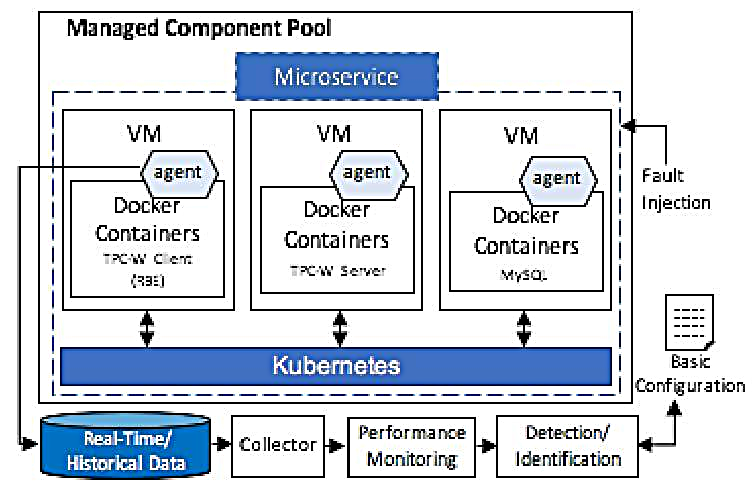 Managed Component Pool
Microservice
VM
agent
Docker
Containers
TPC-W Client
(RBE)
VM
agent
Docker
Containers
TPC-W Server
VM
agent
Docker
Containers
MySQL
Kubernetes
Fault
Injection
Basic
Configuration
Real-Time/
Historical Data
Collector
Performance
Monitoring
Detection/
Identification